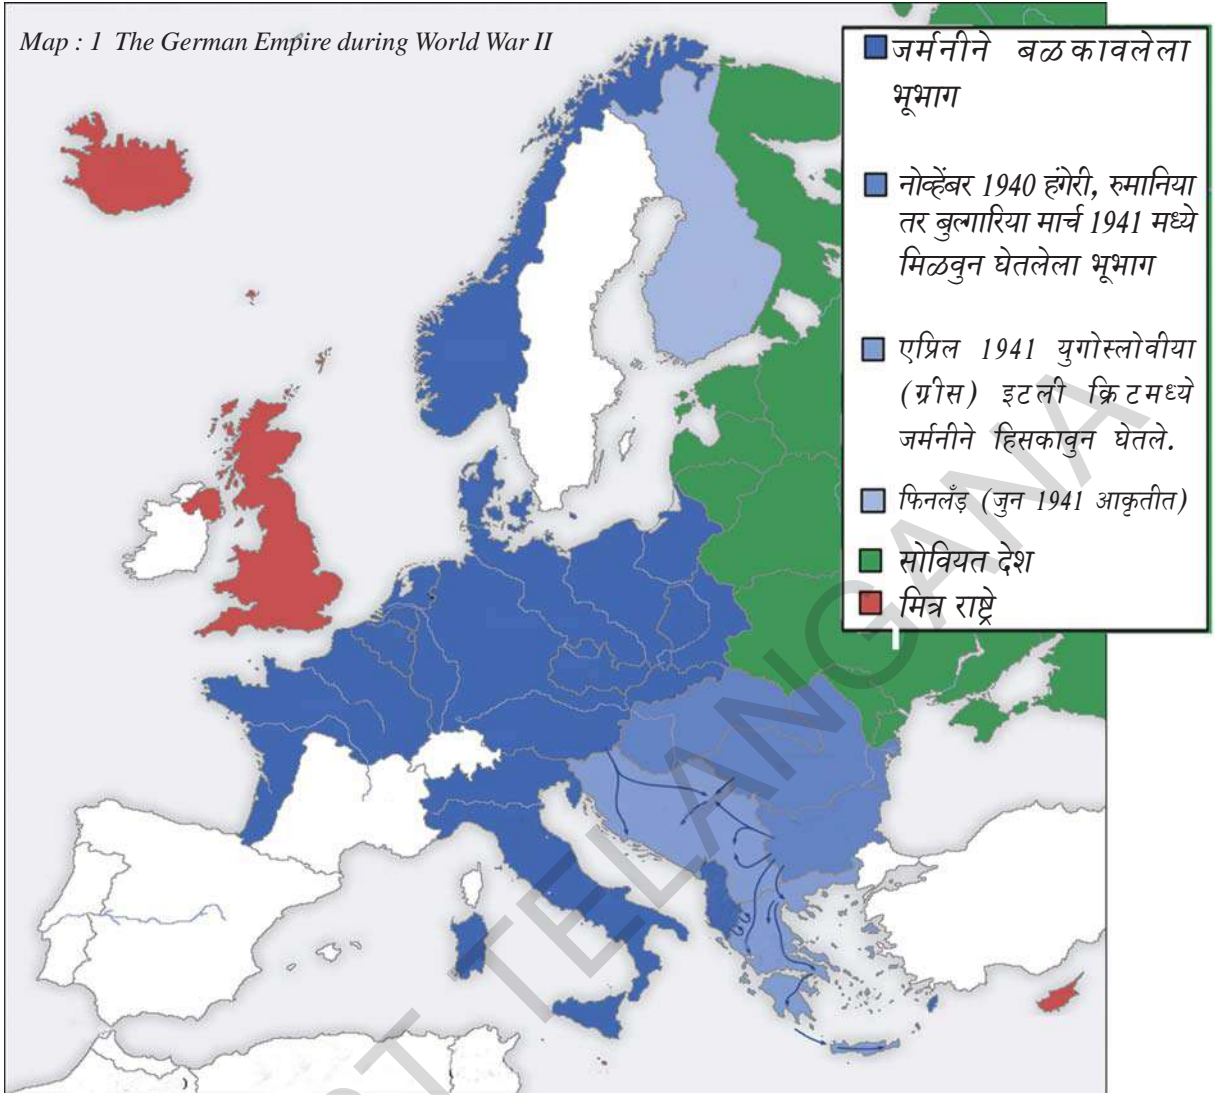 Map : 1 The German Empire during World War II
जर्मनीने बळकावलेला
भूभाग
नोव्हेंबर 1940 हंगेरी, रुमानिया
तर बुल्गारिया मार्च 1941 मध्ये
मिळवुन घेतलेला भूभाग
एप्रिल 1941 युगोस्लोवीया
(ग्रीस) इटली क्रिटमध्ये
जर्मनीने हिसकावुन घेतले.
फिनलँड़ (जुन 1941 आकृतीत)
सोवियत देश
मित्र राष्ट्रे
T TELANGANA